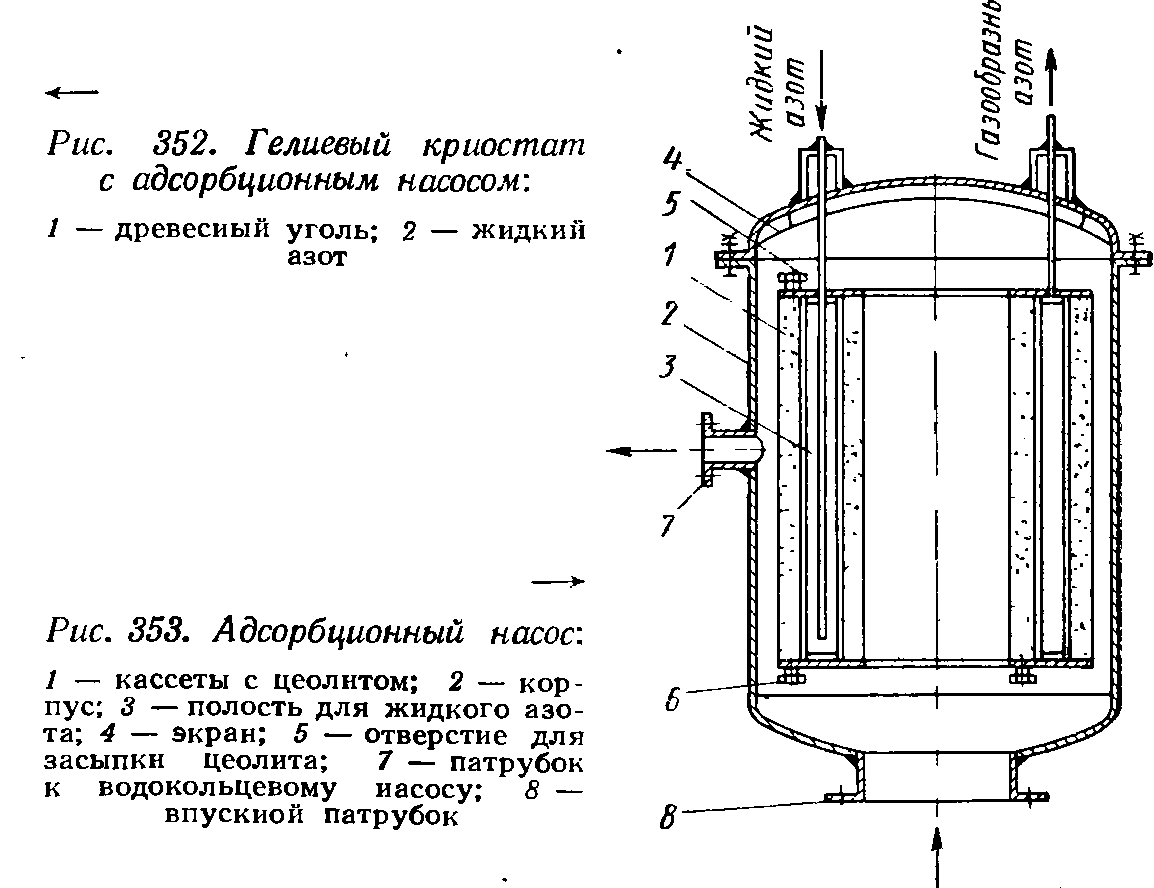 Рис. 352. Гелиевый криостат
с адсорбционным насосом:
1 — древесный уголь; 2 — жидкий
азот
Рис. 353. Адсорбционный насос:
1 — кассеты с цеолитом; 2 — кор-
пус; 3 — полость для жидкого азо-
та; 4 — экран; 5 — отверстие для
засыпки цеолита; 7 — патрубок
к водокольцевому насосу; 8 —
впускной патрубок
Жидкий
азот
Газообразн
азот
4
5
1
2
3
7
6
8